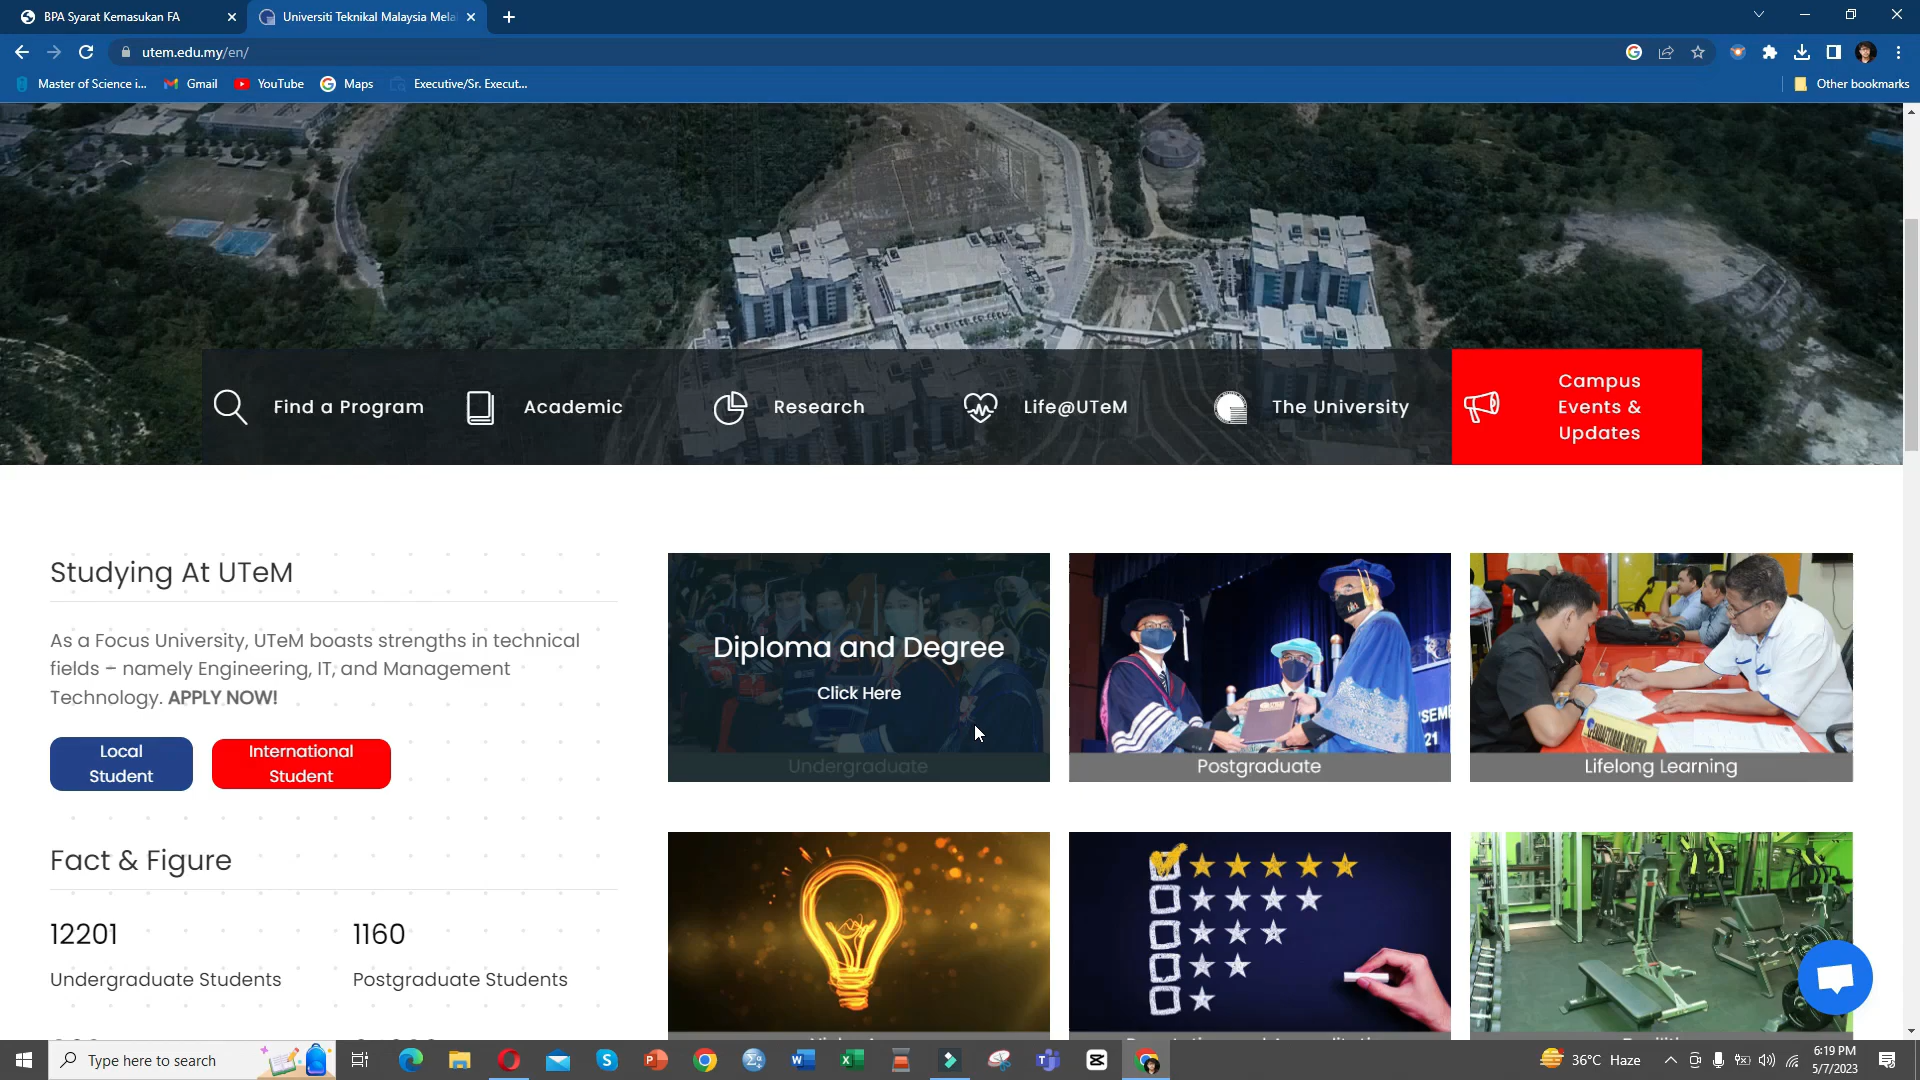 BPA Syarat Kemasukan FA
Universiti Teknikal Malaysia Mela
utem.edu.my/en/
Master of Science i...
Gmail
YouTube
Maps
Executive/Sr. Execut...
Other bookmarks
Find a Program
Academic
Research
Life@UTeM
The University
Campus
Events &
Updates
Studying At UTeM
As a Focus University, UTeM boasts strengths in technical
fields – namely Engineering, IT, and Management
Technology. APPLY NOW!
Local
Student
International
Student
Diploma and Degree
Click Here
Undergraduate
Postgraduate
Lifelong Learning
Fact & Figure
12201
Undergraduate Students
1160
Postgraduate Students
Type here to search
36°C Haze
6:19 PM
5/7/2023